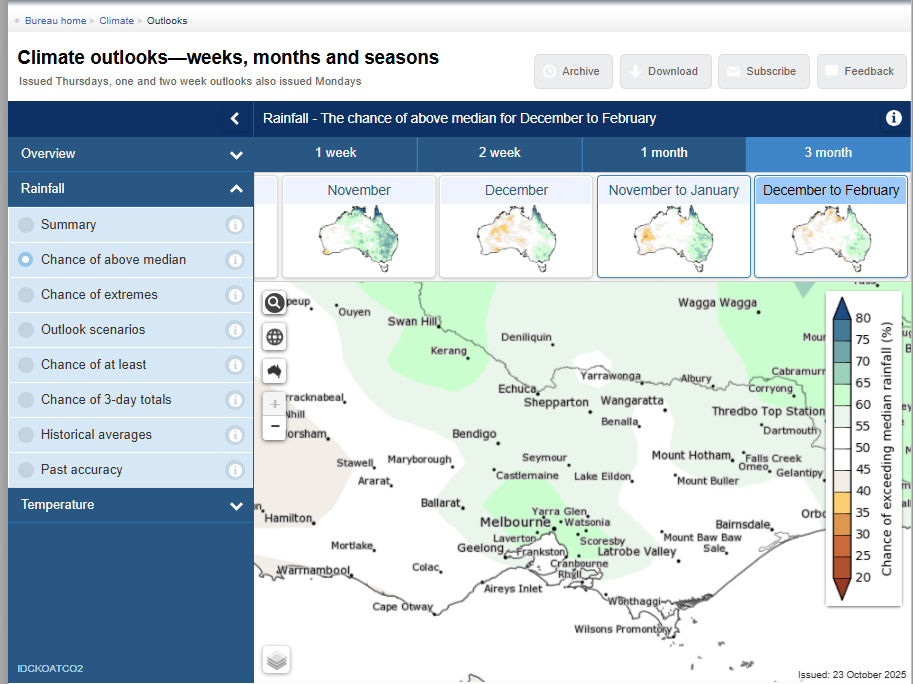 Bureau home Climate Outlooks
Climate outlooks—weeks, months and seasons
Issued Thursdays, one and two week outlooks also issued Mondays
Archive Download Subscribe Feedback
Rainfall - The chance of above median for December to February
Overview
Rainfall
Summary
Chance of above median
Chance of extremes
Outlook scenarios
Chance of at least
Chance of 3-day totals
Historical averages
Past accuracy
Temperature
IDCKOATCO2
1 week 2 week 1 month 3 month
November December November to January December to February
peup
Ouyen
Wagga Wagga
Swan Hill
Deniliquin
Kerang
Yarrawonga
Albury
Cabramurr
Corryong
Echuca
Shepparton
Wangaratta
Thredbo Top Station
rracknabeal
Nhill
orsham
Bendigo
Benalla
Dartmouth
Stawell
Maryborough
Seymour
Mount Hotham
Falls Creek
Omeo
Gelantipy
Ararat
Castlemaine
Lake Eildon
Mount Buller
Ballarat
Yarra Glen
Hamilton
Melbourne
Watsonia
Bairnsdale
Orbo
Laverton
Scoresby
Mount Baw Baw
Mortlake
Geelong
Frankston
Latrobe Valley
Sale
Warrnambool
Colac
Cranbourne
Rhyll
Aireys Inlet
Cape Otway
Wonthaggi
Wilsons Promontory
80
75
70
65
60
55
50
45
40
35
30
25
20
Chance of exceeding median rainfall (%)
Issued: 23 October 2025